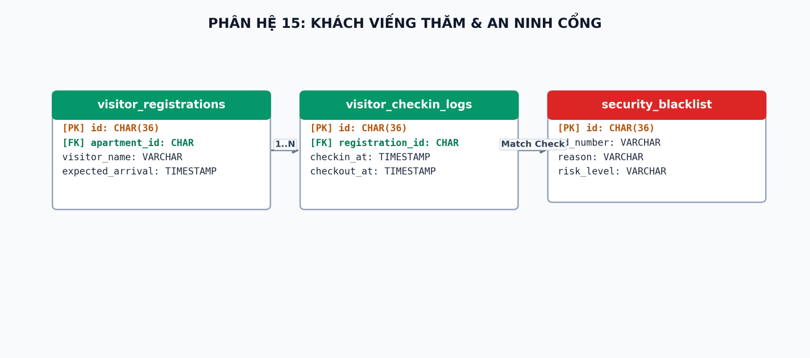 PHÂN HỆ 15: KHÁCH VIẾNG THĂM & AN NINH CỔNG
visitor_registrations
[PK] id: CHAR(36)
[FK] apartment_id: CHAR
visitor_name: VARCHAR
expected_arrival: TIMESTAMP
1..N
visitor_checkin_logs
[PK] id: CHAR(36)
[FK] registration_id: CHAR
checkin_at: TIMESTAMP
checkout_at: TIMESTAMP
Match Check
security_blacklist
[PK] id: CHAR(36)
d_number: VARCHAR
reason: VARCHAR
risk_level: VARCHAR